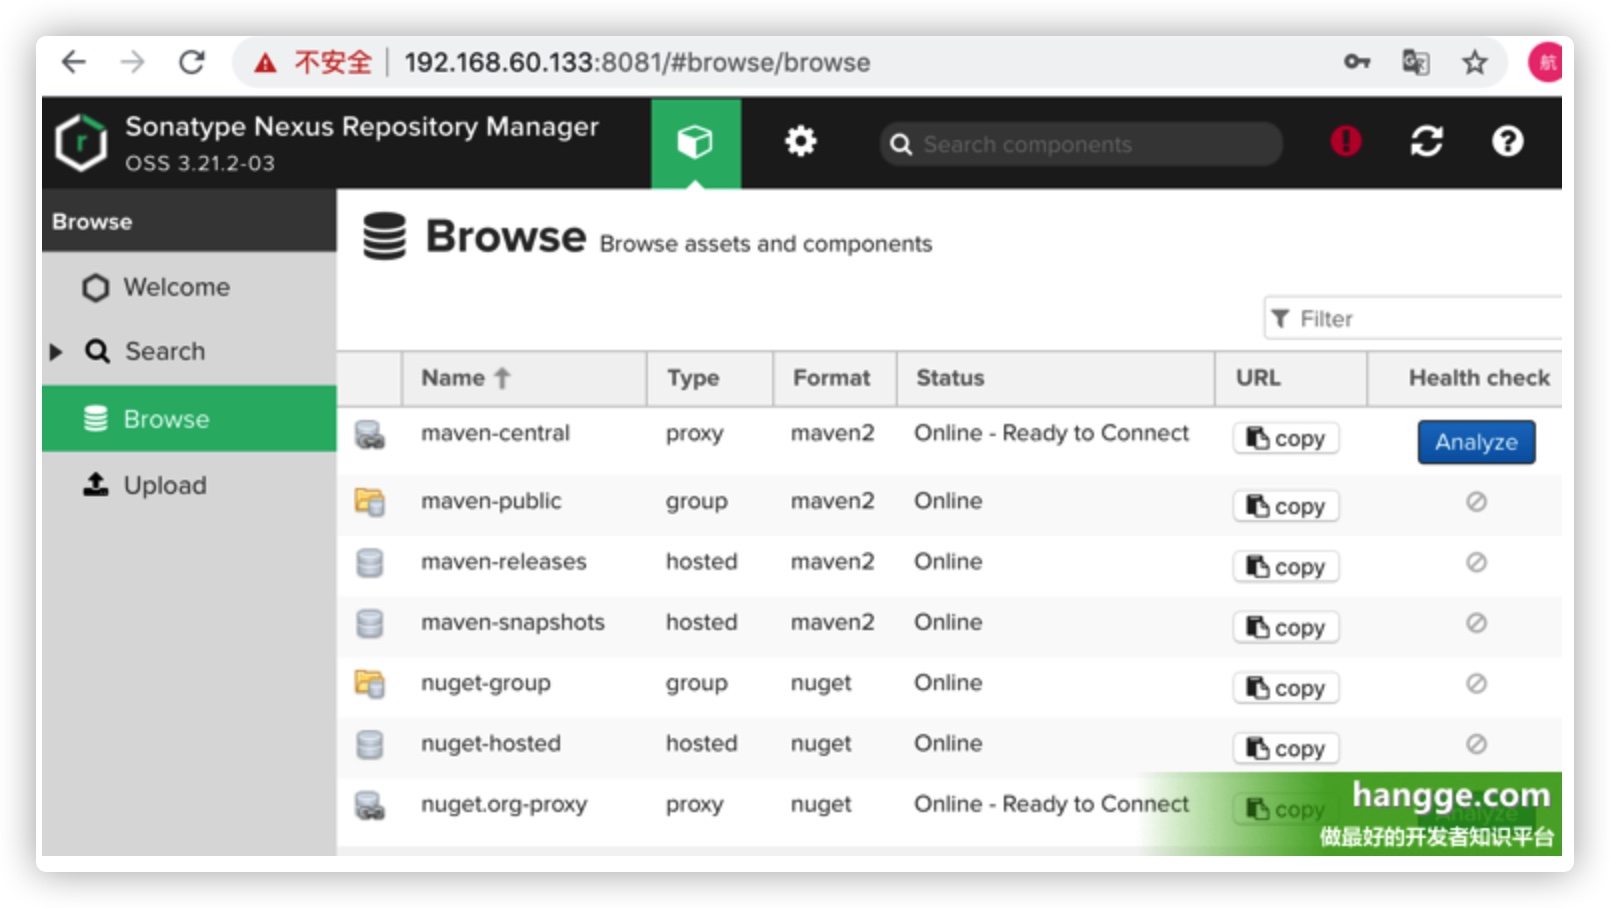 不安全 192.168.60.133:8081/#browse/browse 航
Sonatype Nexus Repository Manager
OSS 3.21.2-03
Search components
Browse
Welcome
Search
Browse
Upload
Browse Browse assets and components
Filter
Name Type Format Status URL Health check
maven-central proxy maven2 Online - Ready to Connect copy Analyze
maven-public group maven2 Online copy
maven-releases hosted maven2 Online copy
maven-snapshots hosted maven2 Online copy
nuget-group group nuget Online copy
nuget-hosted hosted nuget Online copy
nuget.org-proxy proxy nuget Online - Ready to Connect copy Analyze
hangge.com
做最好的开发者知识平台